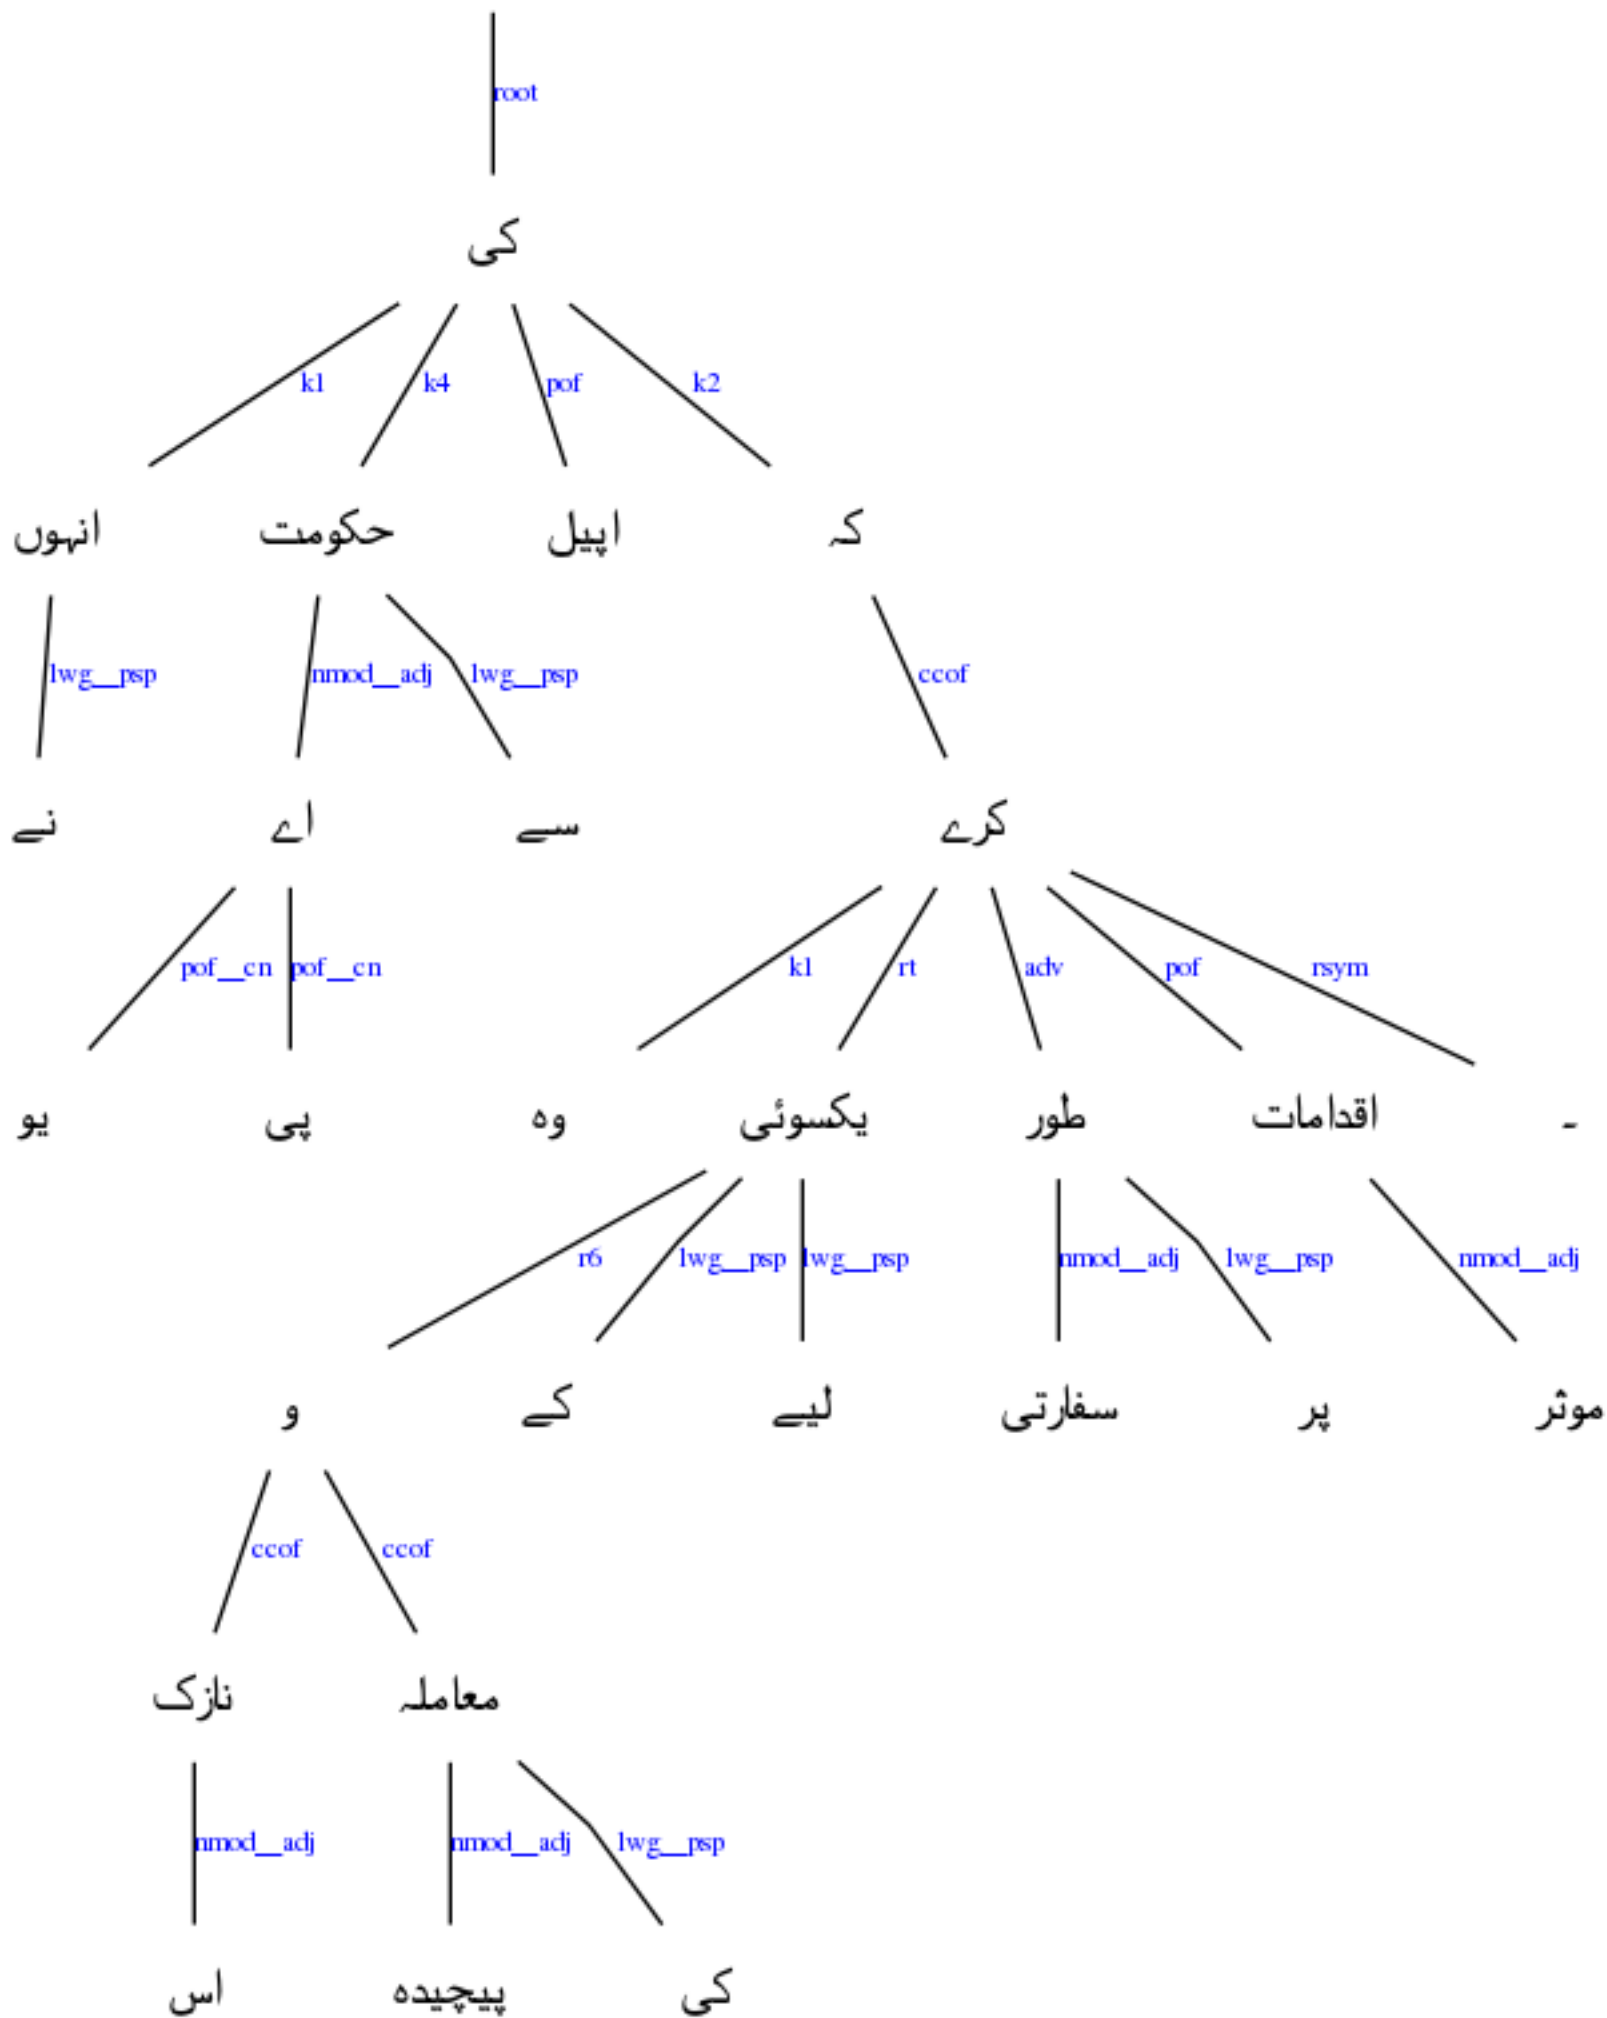 root
کی
k1 k4 pof k2
انہوں حکومت اپیل کہ
lwg__psp nmod__adj lwg__psp ccof
نے اے سے کرے
pof__cn pof__cn k1 rt adv pof rsym
یو پی وہ یکسوئی طور اقدامات ۔
r6 lwg__psp lwg__psp nmod__adj lwg__psp nmod__adj
و کے لیے سفارتی پر موثر
ccof ccof
نازک معاملہ
nmod__adj nmod__adj lwg__psp
اس پیچیدہ کی